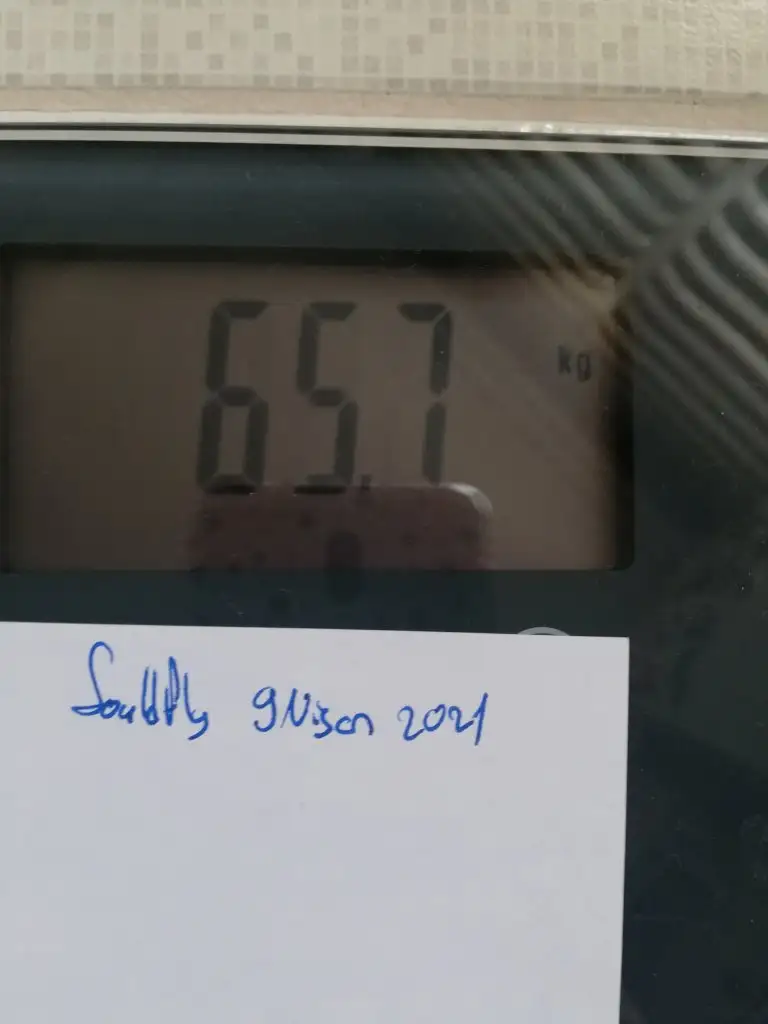 65.7 kg
9 Nisan 2021